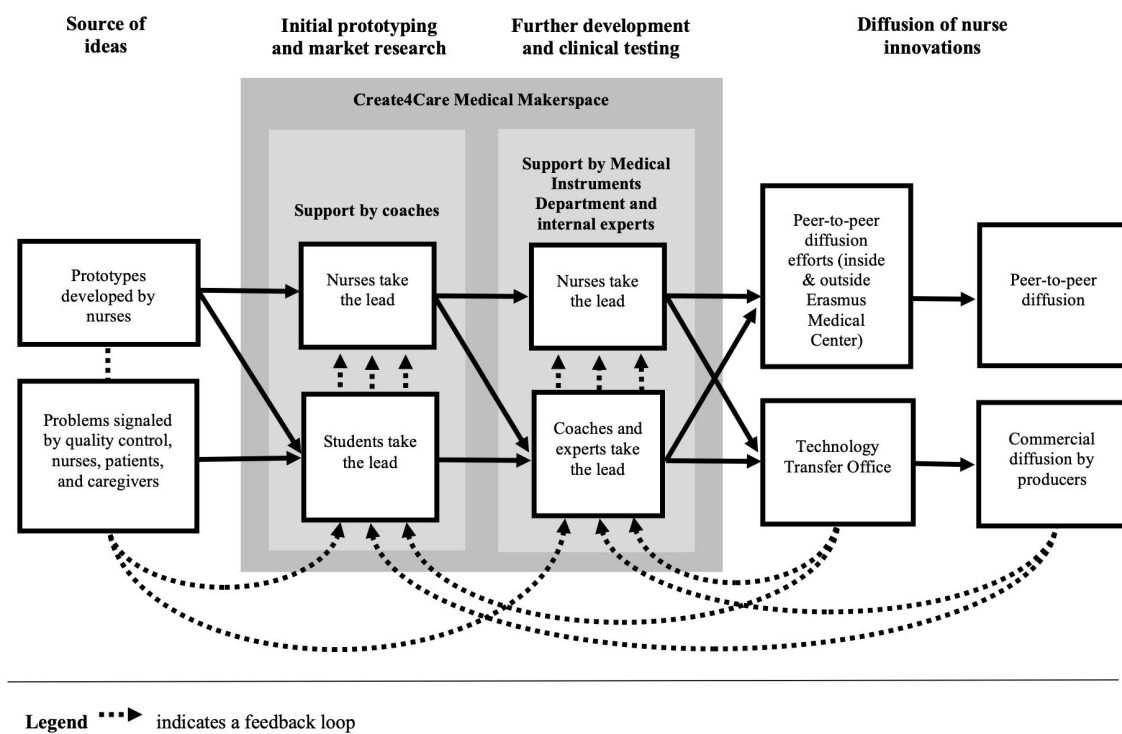 Source of
ideas
Initial prototyping
and market research
Further development
and clinical testing
Diffusion of nurse
innovations
Create4Care Medical Makerspace
Support by coaches
Support by Medical
Instruments
Department and
internal experts
Prototypes
developed by
nurses
Nurses take
the lead
Nurses take
the lead
Peer-to-peer
diffusion
efforts (inside
& outside
Erasmus
Medical
Center)
Peer-to-peer
diffusion
Problems signaled
by quality control,
nurses, patients,
and caregivers
Students take
the lead
Coaches and
experts take
the lead
Technology
Transfer Office
Commercial
diffusion by
producers
Legend indicates a feedback loop